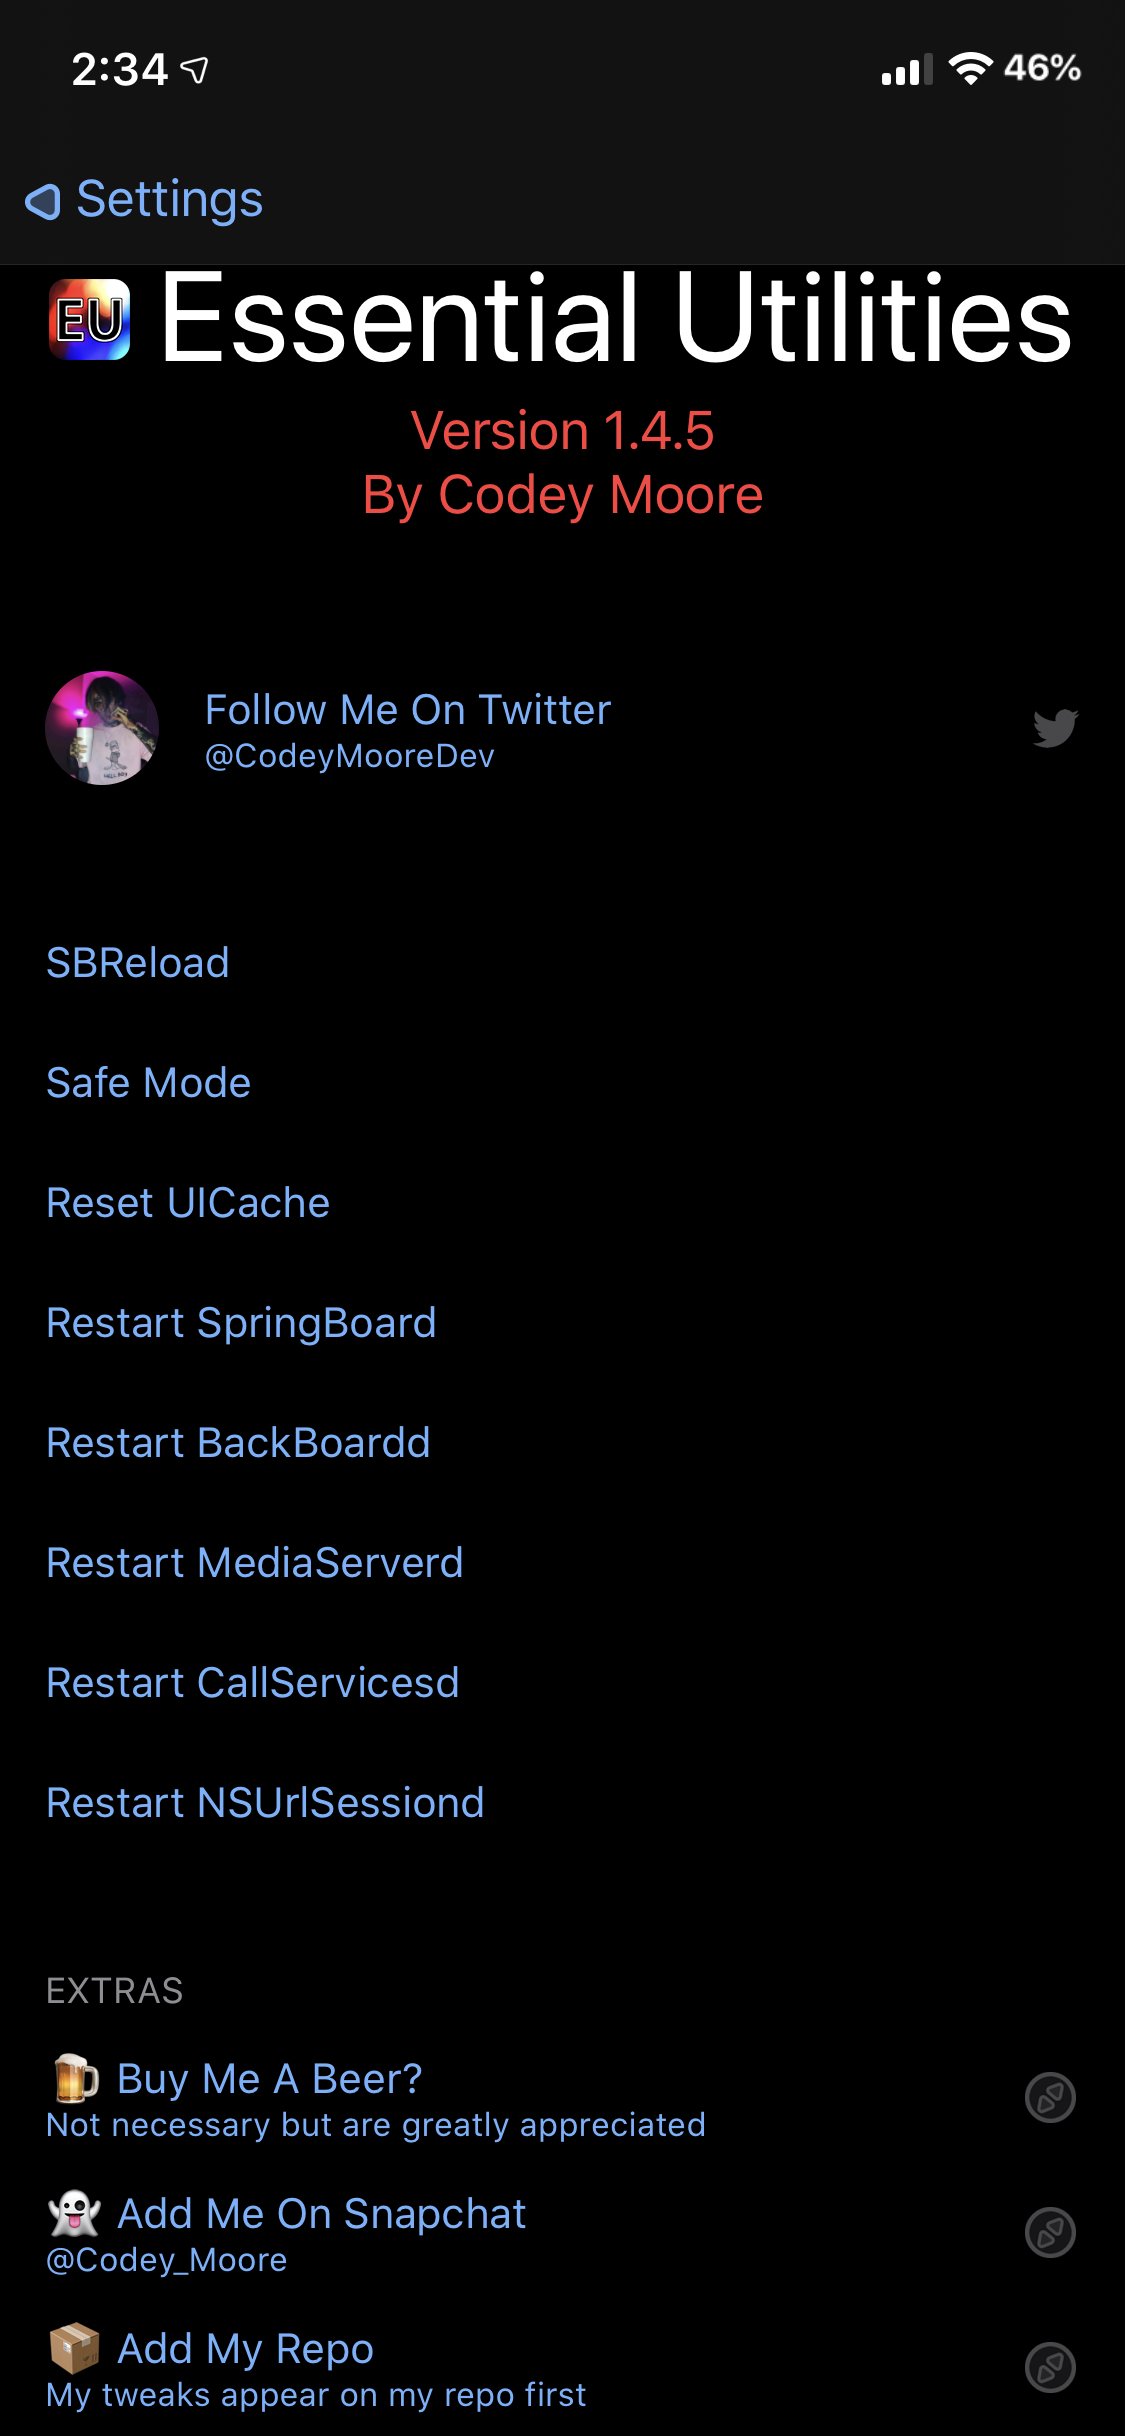 2:34
46%
Settings
EU Essential Utilities
Version 1.4.5
By Codey Moore
Follow Me On Twitter
@CodeyMooreDev
SBReload
Safe Mode
Reset UICache
Restart SpringBoard
Restart BackBoardd
Restart MediaServerd
Restart CallServicesd
Restart NSUrlSessiond
EXTRAS
🍺 Buy Me A Beer?
Not necessary but are greatly appreciated
👻 Add Me On Snapchat
@Codey_Moore
📦 Add My Repo
My tweaks appear on my repo first